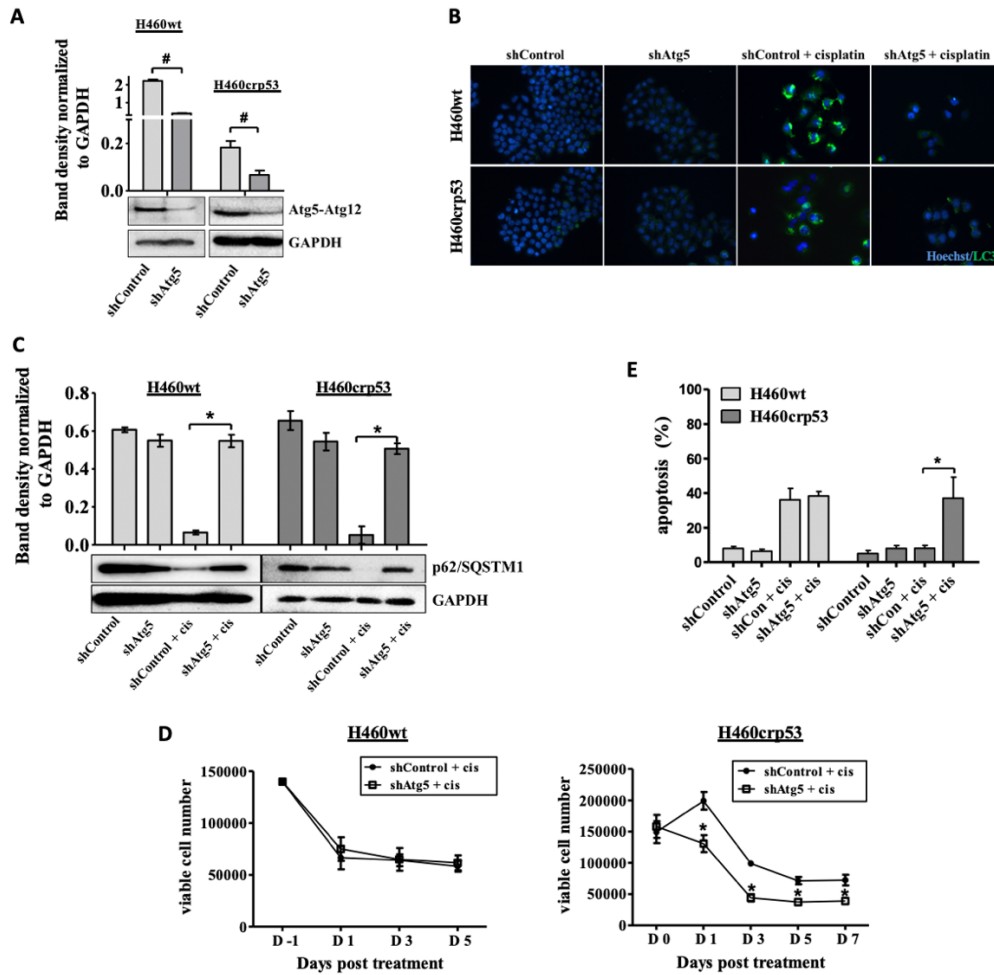 A
H460wt
#
H460crp53
#
Band density normalized
to GAPDH
2
1
0.2
0.0
Atg5-Atg12
GAPDH
shControl
shAtg5
shControl
shAtg5
B
shControl
shAtg5
shControl + cisplatin
shAtg5 + cisplatin
H460wt
H460crp53
Hoechst/LC3
C
H460wt
H460crp53
Band density normalized
to GAPDH
0.8
0.6
0.4
0.2
0.0
*
*
p62/SQSTM1
GAPDH
shControl
shAtg5
shControl + cis
shAtg5 + cis
shControl
shAtg5
shControl + cis
shAtg5 + cis
E
H460wt
H460crp53
apoptosis (%)
100
80
60
40
20
0
*
shControl
shAtg5
shCon + cis
shAtg5 + cis
shControl
shAtg5
shCon + cis
shAtg5 + cis
D
H460wt
shControl + cis
shAtg5 + cis
viable cell number
150000
100000
50000
0
D -1
D 1
D 3
D 5
Days post treatment
H460crp53
shControl + cis
shAtg5 + cis
viable cell number
250000
200000
150000
100000
50000
0
*
*
*
*
D 0
D 1
D 3
D 5
D 7
Days post treatment